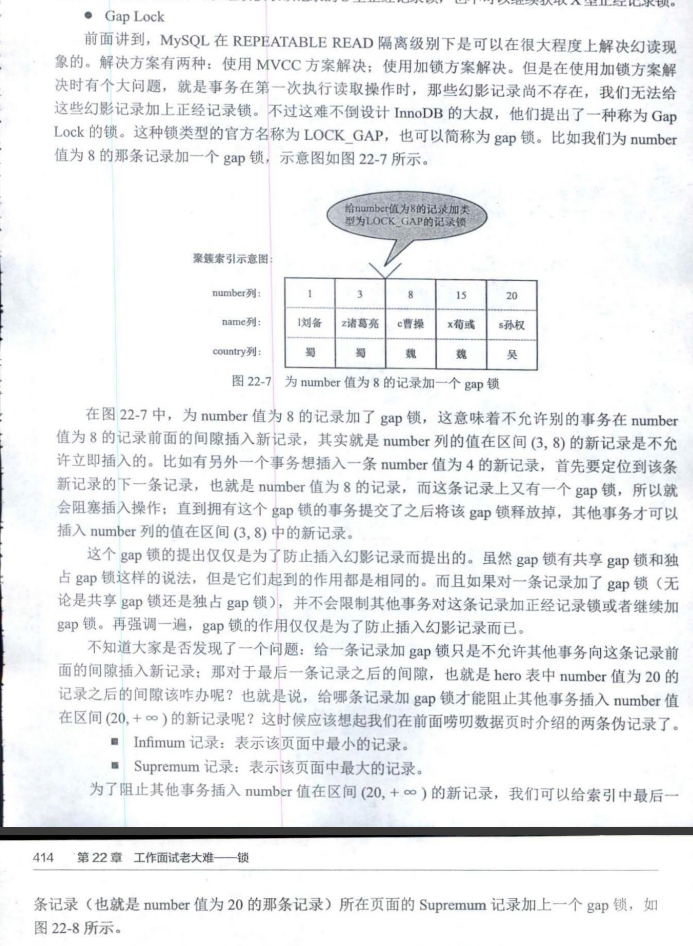 ● Gap Lock
前面讲到，MySQL 在 REPEATABLE READ 隔离级别下是可以在很大程度上解决幻读现
象的。解决方案有两种：使用 MVCC 方案解决；使用加锁方案解决。但是在使用加锁方案解
决时有个大问题，就是事务在第一次执行读取操作时，那些幻影记录尚不存在，我们无法给
这些幻影记录加上正经记录锁。不过这难不倒设计 InnoDB 的大叔，他们提出了一种称为 Gap
Lock 的锁。这种锁类型的官方名称为 LOCK_GAP，也可以简称为 gap 锁。比如我们为 number
值为 8 的那条记录加一个 gap 锁，示意图如图 22-7 所示。
给number值为8的记录加类
型为LOCK_GAP的记录锁
聚簇索引示意图：
number列： 1 3 8 15 20
name列： l刘备 z诸葛亮 c曹操 x荀彧 s孙权
country列： 蜀 蜀 魏 魏 吴
图 22-7 为 number 值为 8 的记录加一个 gap 锁
在图 22-7 中，为 number 值为 8 的记录加了 gap 锁，这意味着不允许别的事务在 number
值为 8 的记录前面的间隙插入新记录，其实就是 number 列的值在区间 (3, 8) 的新记录是不允
许立即插入的。比如有另外一个事务想插入一条 number 值为 4 的新记录，首先要定位到该条
新记录的下一条记录，也就是 number 值为 8 的记录，而这条记录上又有一个 gap 锁，所以就
会阻塞插入操作；直到拥有这个 gap 锁的事务提交了之后将该 gap 锁释放掉，其他事务才可以
插入 number 列的值在区间 (3, 8) 中的新记录。
这个 gap 锁的提出仅仅是为了防止插入幻影记录而提出的。虽然 gap 锁有共享 gap 锁和独
占 gap 锁这样的说法，但是它们起到的作用都是相同的。而且如果对一条记录加了 gap 锁（无
论是共享 gap 锁还是独占 gap 锁），并不会限制其他事务对这条记录加正经记录锁或者继续加
gap 锁。再强调一遍，gap 锁的作用仅仅是为了防止插入幻影记录而已。
不知道大家是否发现了一个问题：给一条记录加 gap 锁只是不允许其他事务向这条记录前
面的间隙插入新记录；那对于最后一条记录之后的间隙，也就是 hero 表中 number 值为 20 的
记录之后的间隙该咋办呢？也就是说，给哪条记录加 gap 锁才能阻止其他事务插入 number 值
在区间 (20, + ∞ ) 的新记录呢？这时候应该想起我们在前面唠叨数据页时介绍的两条伪记录了。
■ Infimum 记录：表示该页面中最小的记录。
■ Supremum 记录：表示该页面中最大的记录。
为了阻止其他事务插入 number 值在区间 (20, + ∞ ) 的新记录，我们可以给索引中最后一
414 第 22 章 工作面试老大难——锁
条记录（也就是 number 值为 20 的那条记录）所在页面的 Supremum 记录加上一个 gap 锁，如
图 22-8 所示。